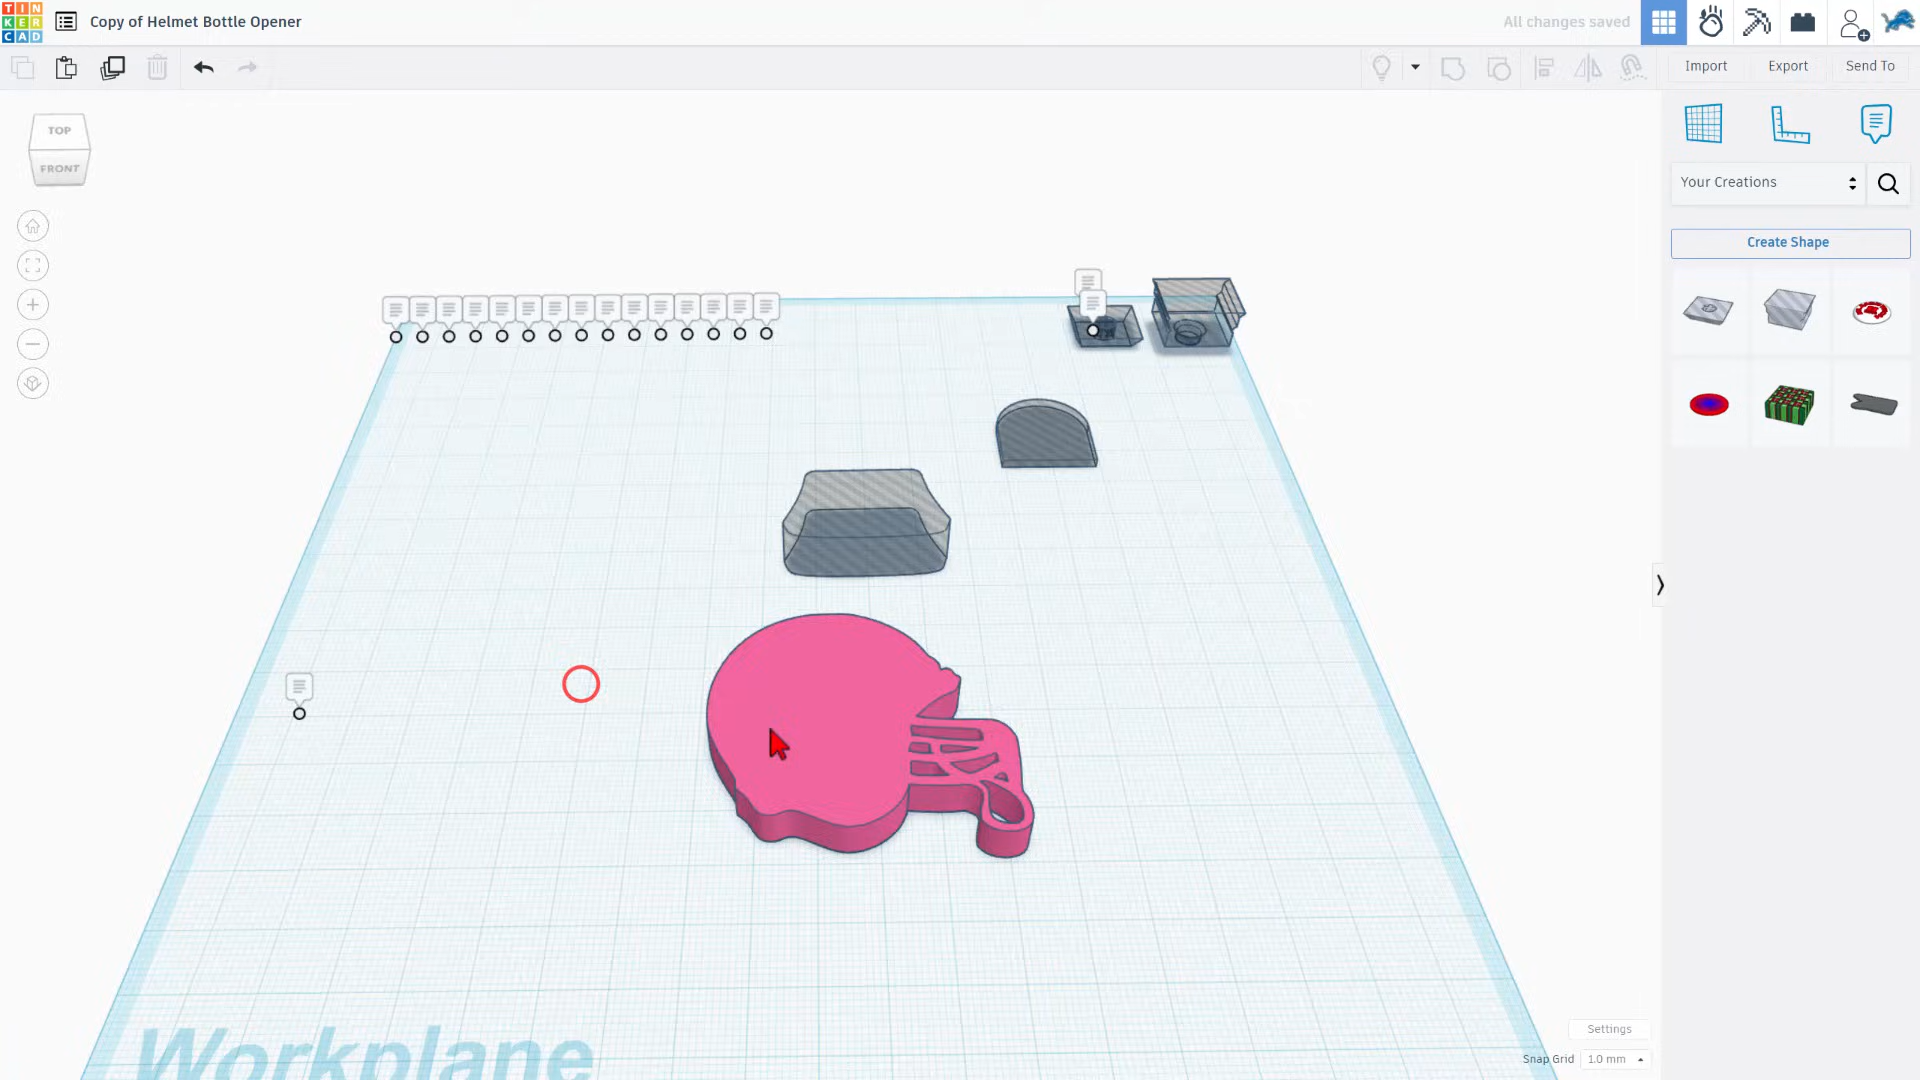 TIN
KER
CAD
Copy of Helmet Bottle Opener
All changes saved
Import
Export
Send To
TOP
FRONT
Your Creations
Create Shape
Workplane
Settings
Snap Grid
1.0 mm